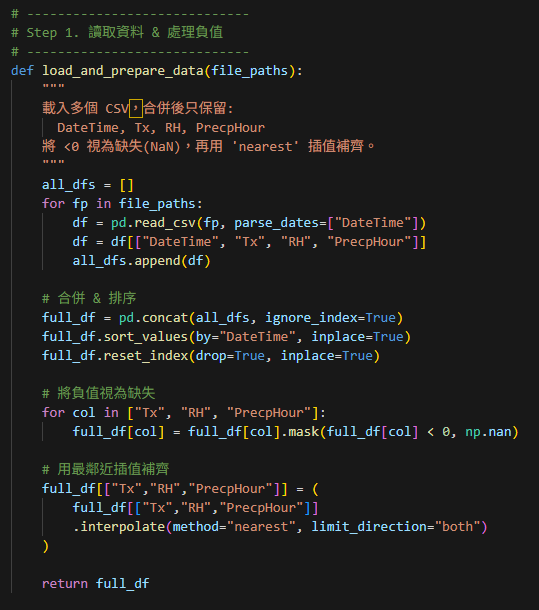 # -----------------------------
# Step 1. 讀取資料 & 處理負值
# -----------------------------
def load_and_prepare_data(file_paths):
    """
    載入多個 CSV，合併後只保留:
      DateTime, Tx, RH, PrecpHour
    將 <0 視為缺失(NaN)，再用 'nearest' 插值補齊。
    """
    all_dfs = []
    for fp in file_paths:
        df = pd.read_csv(fp, parse_dates=["DateTime"])
        df = df[["DateTime", "Tx", "RH", "PrecpHour"]]
        all_dfs.append(df)

    # 合併 & 排序
    full_df = pd.concat(all_dfs, ignore_index=True)
    full_df.sort_values(by="DateTime", inplace=True)
    full_df.reset_index(drop=True, inplace=True)

    # 將負值視為缺失
    for col in ["Tx", "RH", "PrecpHour"]:
        full_df[col] = full_df[col].mask(full_df[col] < 0, np.nan)

    # 用最鄰近插值補齊
    full_df[["Tx","RH","PrecpHour"]] = (
        full_df[["Tx","RH","PrecpHour"]]
        .interpolate(method="nearest", limit_direction="both")
    )

    return full_df